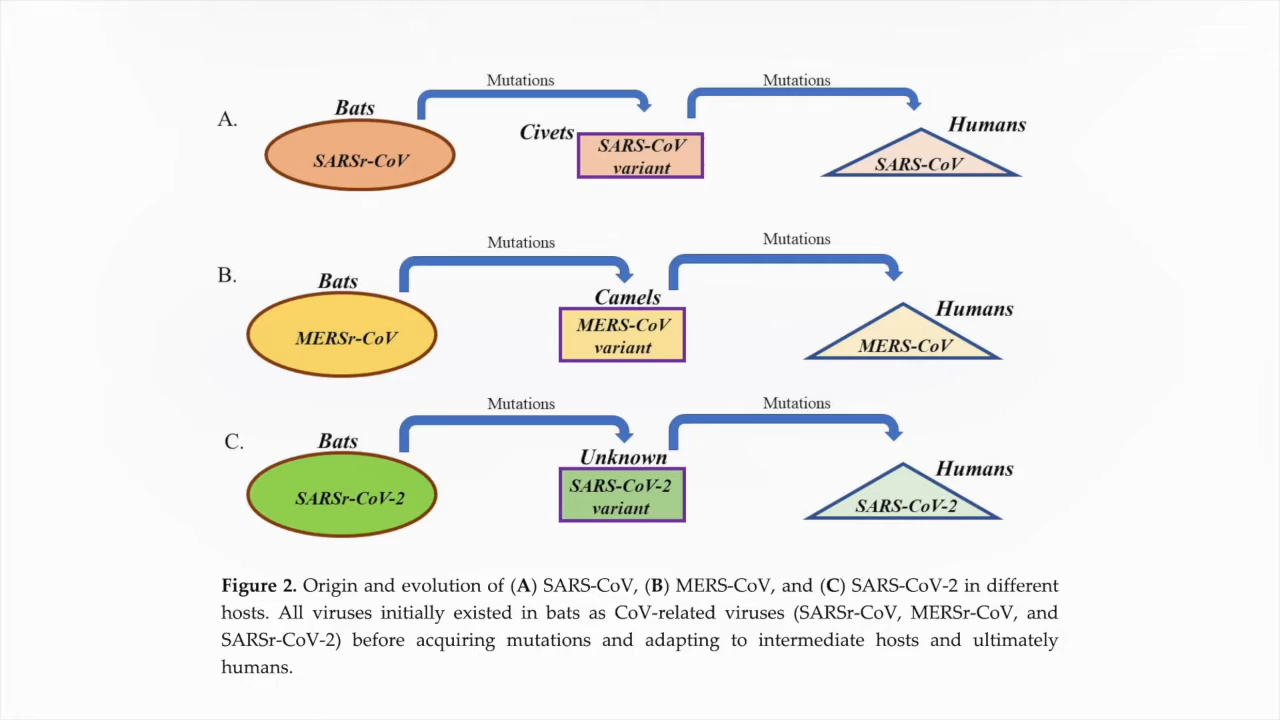 Mutations
Mutations
A.
Bats
SARSr-CoV
Civets
SARS-CoV
variant
Humans
SARS-CoV
Mutations
Mutations
B.
Bats
MERSr-CoV
Camels
MERS-CoV
variant
Humans
MERS-CoV
Mutations
Mutations
C.
Bats
SARSr-CoV-2
Unknown
SARS-CoV-2
variant
Humans
SARS-CoV-2
Figure 2. Origin and evolution of (A) SARS-CoV, (B) MERS-CoV, and (C) SARS-CoV-2 in different
hosts. All viruses initially existed in bats as CoV-related viruses (SARSr-CoV, MERSr-CoV, and
SARSr-CoV-2) before acquiring mutations and adapting to intermediate hosts and ultimately
humans.